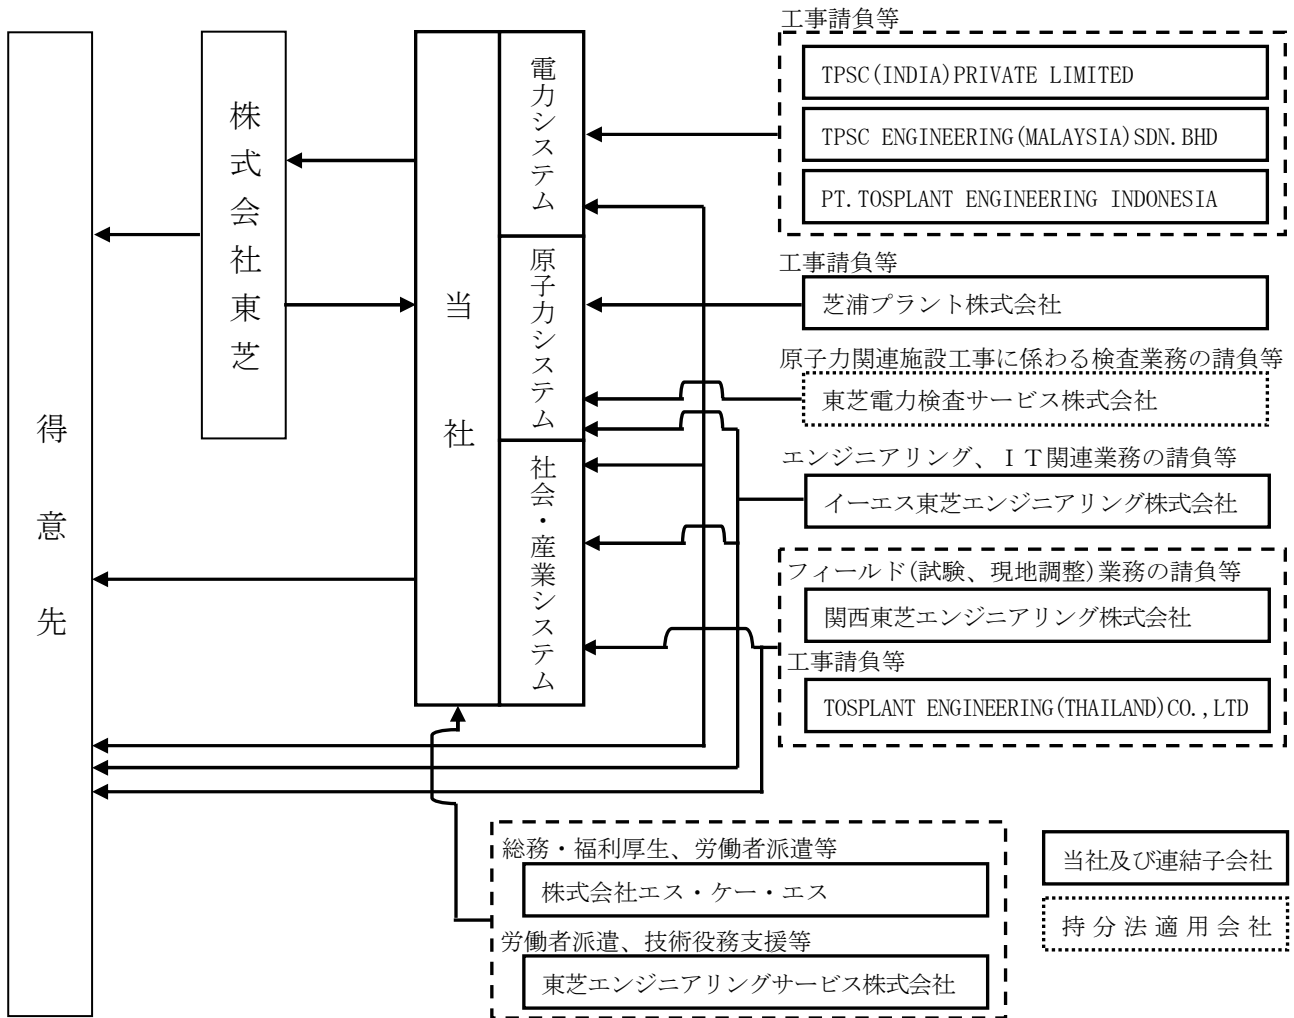 得意先
株式会社東芝
当社
電力システム
原子力システム
社会・産業システム
工事請負等
TPSC(INDIA)PRIVATE LIMITED
TPSC ENGINEERING(MALAYSIA)SDN.BHD
PT.TOSPLANT ENGINEERING INDONESIA
工事請負等
芝浦プラント株式会社
原子力関連施設工事に係わる検査業務の請負等
東芝電力検査サービス株式会社
エンジニアリング、ＩＴ関連業務の請負等
イーエス東芝エンジニアリング株式会社
フィールド(試験、現地調整)業務の請負等
関西東芝エンジニアリング株式会社
工事請負等
TOSPLANT ENGINEERING(THAILAND)CO.,LTD
総務・福利厚生、労働者派遣等
株式会社エス・ケー・エス
労働者派遣、技術役務支援等
東芝エンジニアリングサービス株式会社
当社及び連結子会社
持分法適用会社